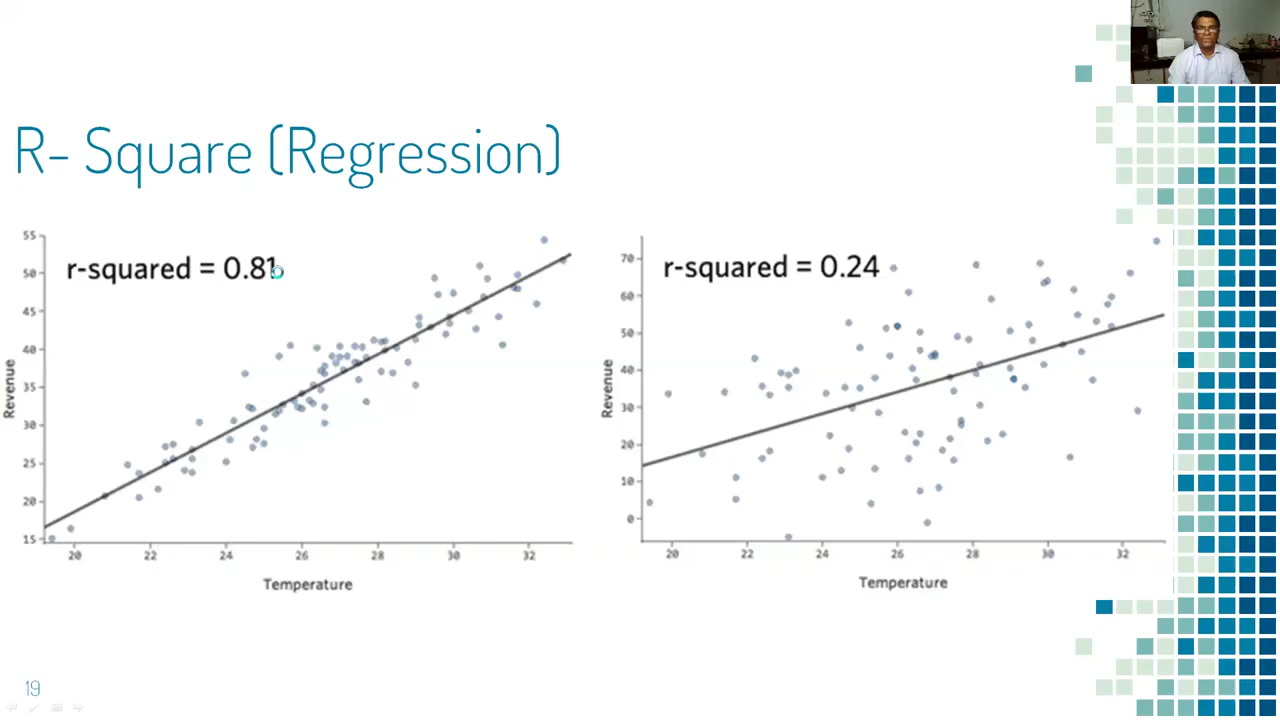 R- Square (Regression)
r-squared = 0.81
55
50
45
40
35
30
25
20
15
Revenue
20 22 24 26 28 30 32
Temperature
r-squared = 0.24
70
60
50
40
30
20
10
0
Revenue
20 22 24 26 28 30 32
Temperature
19